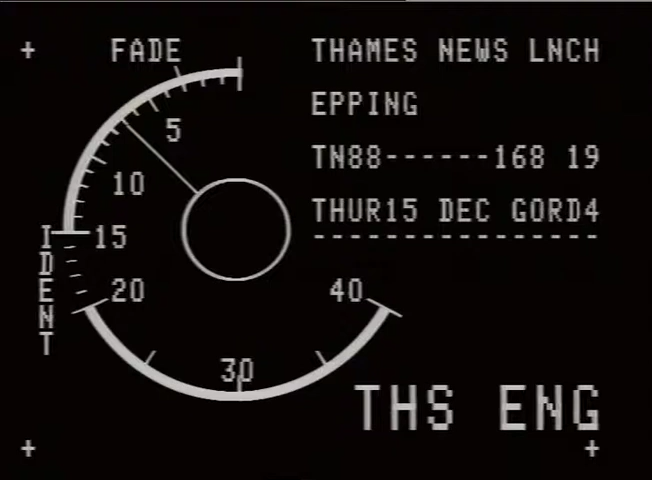 FADE
THAMES NEWS LNCH
EPPING
TN88------168 19
THUR15 DEC GORD4
----------------
5
10
15
20
30
40
IDENT
THS ENG